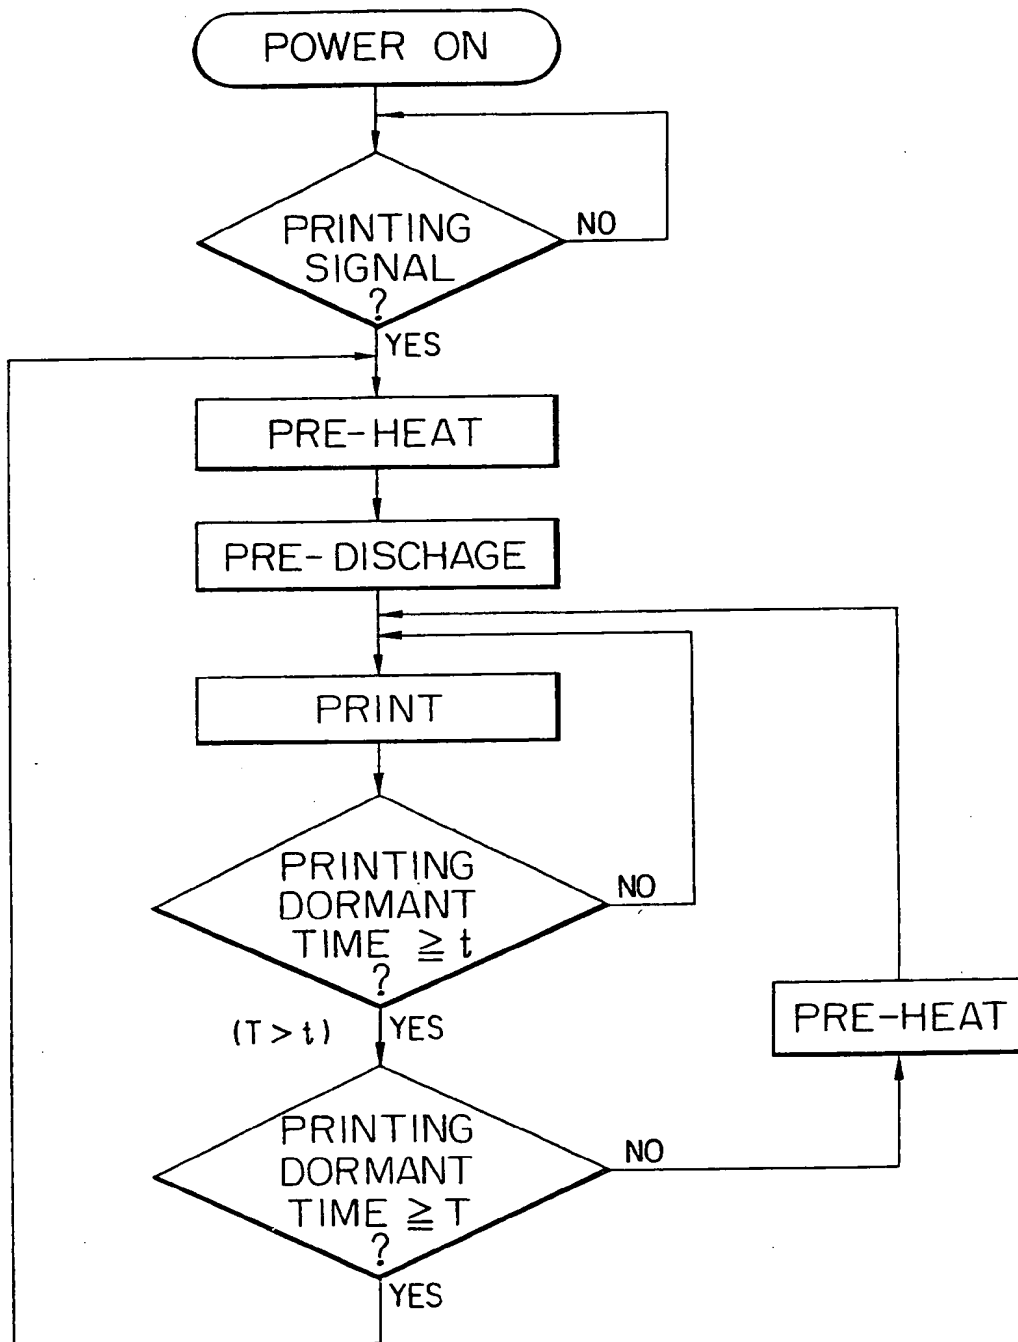 POWER ON
PRINTING
SIGNAL
?
NO
YES
PRE-HEAT
PRE-DISCHAGE
PRINT
PRINTING
DORMANT
TIME ≧ t
?
NO
(T > t)
YES
PRE-HEAT
PRINTING
DORMANT
TIME ≧ T
?
NO
YES